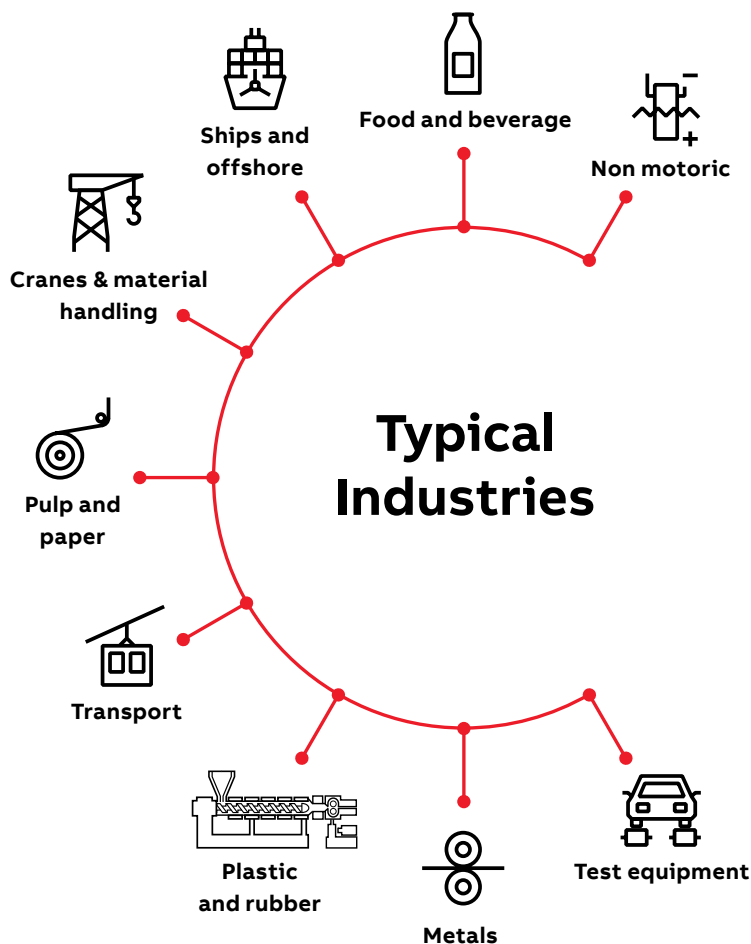 Ships and
offshore
Food and beverage
Non motoric
Cranes & material
handling
Typical
Industries
Pulp and
paper
Transport
Plastic
and rubber
Metals
Test equipment